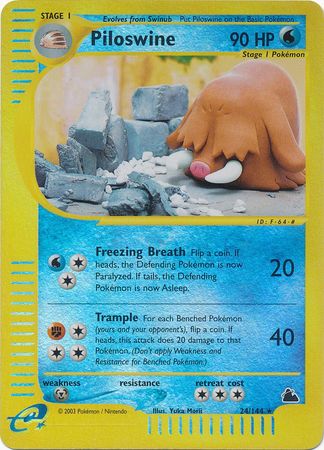 STAGE 1
Evolves from Swinub
Put Piloswine on the Basic Pokémon
Piloswine
90 HP
Stage 1 Pokémon
ID: F-64-#
Freezing Breath Flip a coin. If
heads, the Defending Pokémon is now
Paralyzed. If tails, the Defending
Pokémon is now Asleep.
20
Trample For each Benched Pokémon
(yours and your opponent's), flip a coin. If
heads, this attack does 20 damage to that
Pokémon. (Don't apply Weakness and
Resistance for Benched Pokémon.)
40
weakness
resistance
retreat cost
© 2003 Pokémon / Nintendo
Illus. Yuka Morii
24/144 ★
e